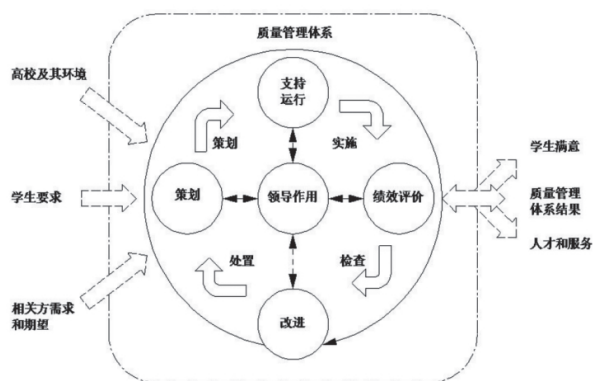 质量管理体系
高校及其环境
支持
运行
策划
实施
学生满意
学生要求
策划
领导作用
绩效评价
质量管理
体系结果
人才和服务
处置
检查
相关方需求
和期望
改进